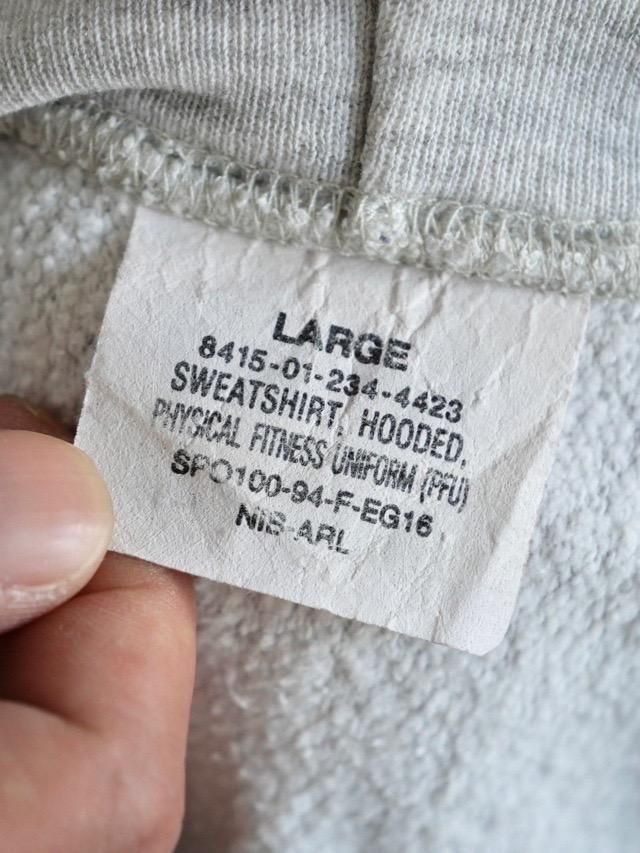 LARGE
8415-01-234-4423
SWEATSHIRT, HOODED,
PHYSICAL FITNESS UNIFORM (PFU)
SPO100-94-F-EG16
NIB-ARL